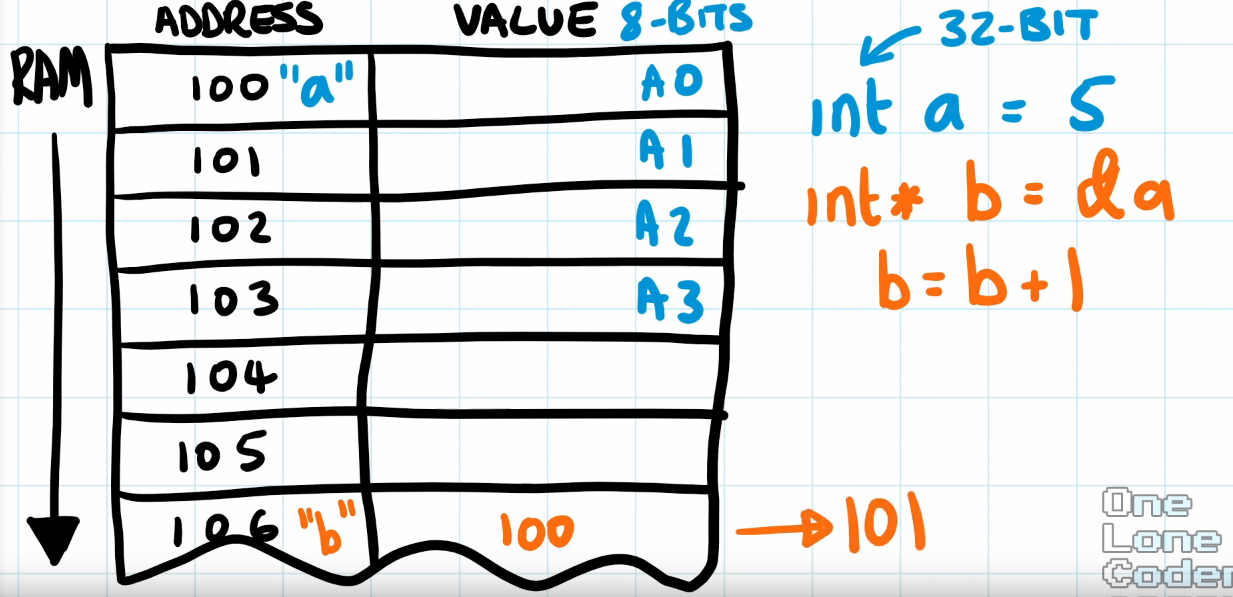 ADDRESS VALUE 8-BITS
RAM
100 "a" A0
101 A1
102 A2
103 A3
104
105
106 "b" 100 → 101
32-BIT
int a = 5
int* b = &a
b = b + 1
One
Lone
Coder